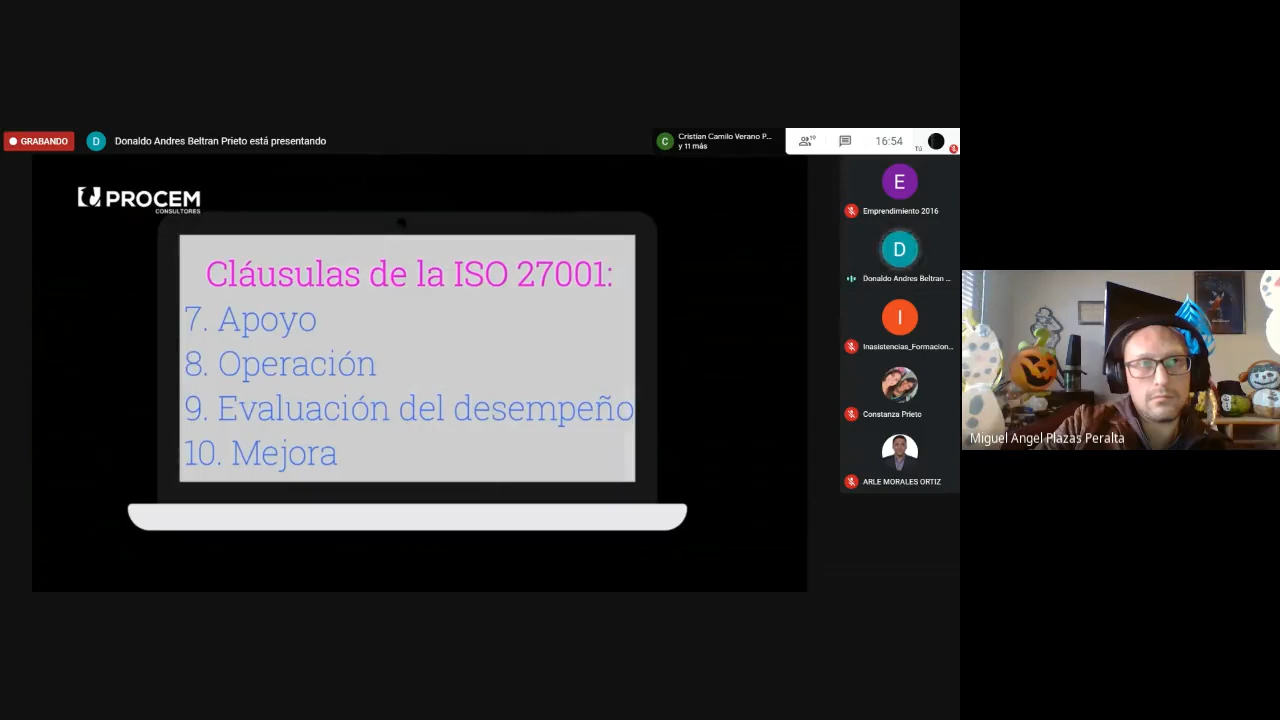 GRABANDO
D
Donaldo Andres Beltran Prieto está presentando
C
Cristian Camilo Verano P...
y 11 más
19
16:54
Tú
PROCEM
CONSULTORES
Cláusulas de la ISO 27001:
7. Apoyo
8. Operación
9. Evaluación del desempeño
10. Mejora
E
Emprendimiento 2016
D
Donaldo Andres Beltran ...
I
Inasistencias_Formacion...
Constanza Prieto
ARLE MORALES ORTIZ
Miguel Angel Plazas Peralta